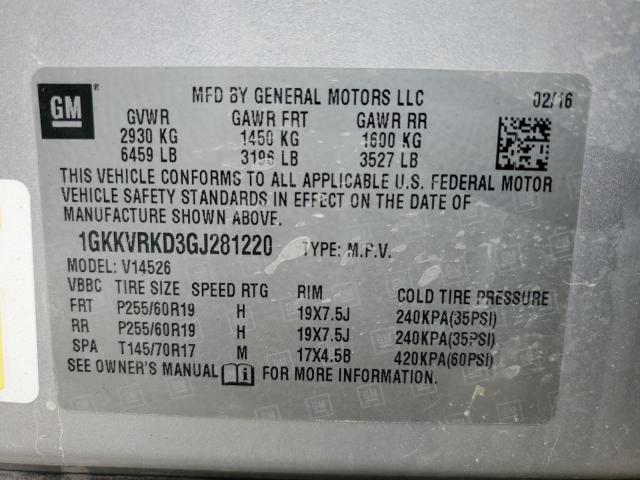 GM
®
MFD BY GENERAL MOTORS LLC 02/16
GVWR GAWR FRT GAWR RR
2930 KG 1450 KG 1600 KG
6459 LB 3196 LB 3527 LB
THIS VEHICLE CONFORMS TO ALL APPLICABLE U.S. FEDERAL MOTOR
VEHICLE SAFETY STANDARDS IN EFFECT ON THE DATE OF
MANUFACTURE SHOWN ABOVE.
1GKKVRKD3GJ281220 TYPE: M.P.V.
MODEL: V14526
VBBC TIRE SIZE SPEED RTG RIM COLD TIRE PRESSURE
FRT P255/60R19 H 19X7.5J 240KPA(35PSI)
RR P255/60R19 H 19X7.5J 240KPA(35PSI)
SPA T145/70R17 M 17X4.5B 420KPA(60PSI)
SEE OWNER'S MANUAL i FOR MORE INFORMATION.